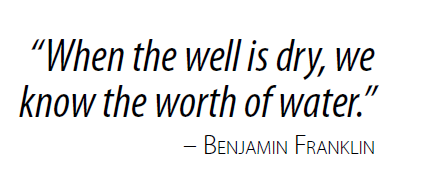 “When the well is dry, we
know the worth of water.”
– Benjamin Franklin